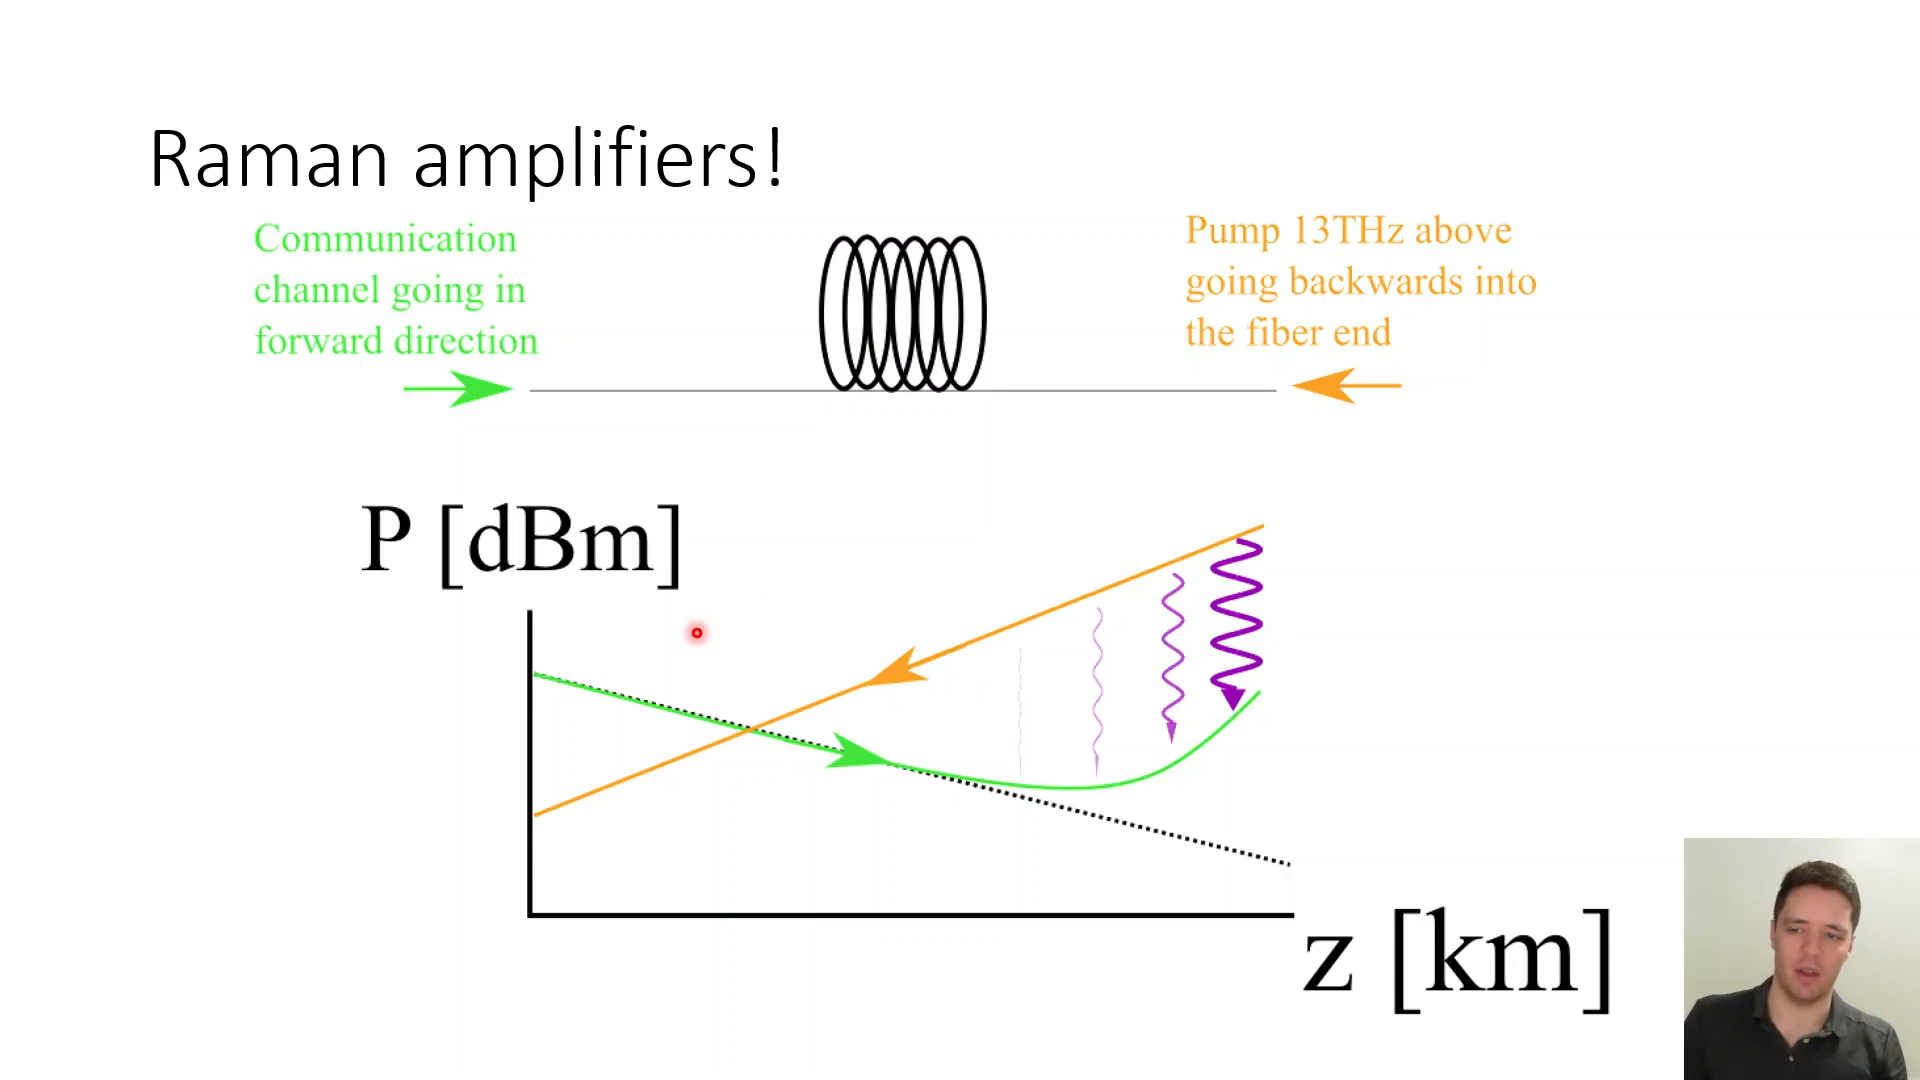 Raman amplifiers!
Communication
channel going in
forward direction
Pump 13THz above
going backwards into
the fiber end
P [dBm]
z [km]